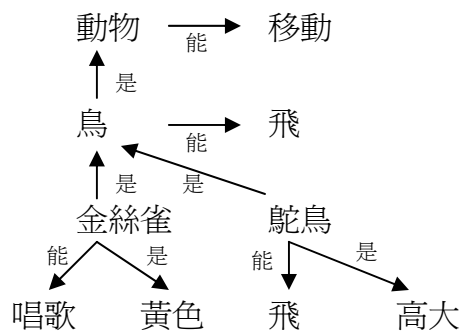 動物 能 移動
是
鳥 能 飛
是 是
金絲雀 鴕鳥
能 是 能 是
唱歌 黃色 飛 高大